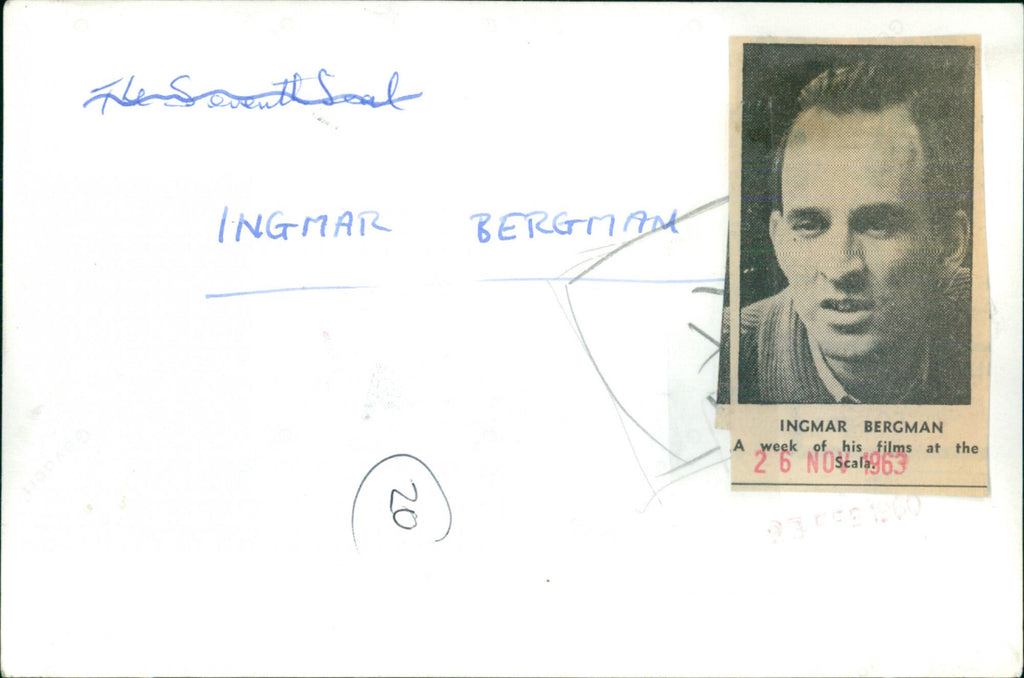 The Seventh Seal
INGMAR BERGMAN
20
INGMAR BERGMAN
A week of his films at the
Scala.
26 NOV 1963